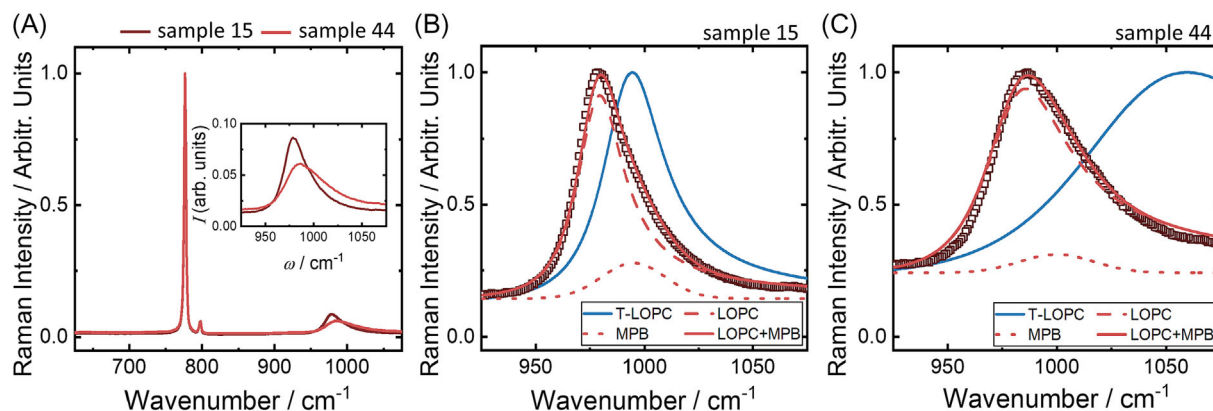 (A)
sample 15 sample 44
Raman Intensity / Arbitr. Units
1.0
0.5
0.0
700 800 900 1000
Wavenumber / cm-1
I (arb. units)
0.10
0.05
0.00
950 1000 1050
ω / cm-1
(B)
sample 15
Raman Intensity / Arbitr. Units
1.0
0.5
0.0
T-LOPC LOPC
MPB LOPC+MPB
950 1000 1050
Wavenumber / cm-1
(C)
sample 44
Raman Intensity / Arbitr. Units
1.0
0.5
0.0
T-LOPC LOPC
MPB LOPC+MPB
950 1000 1050
Wavenumber / cm-1